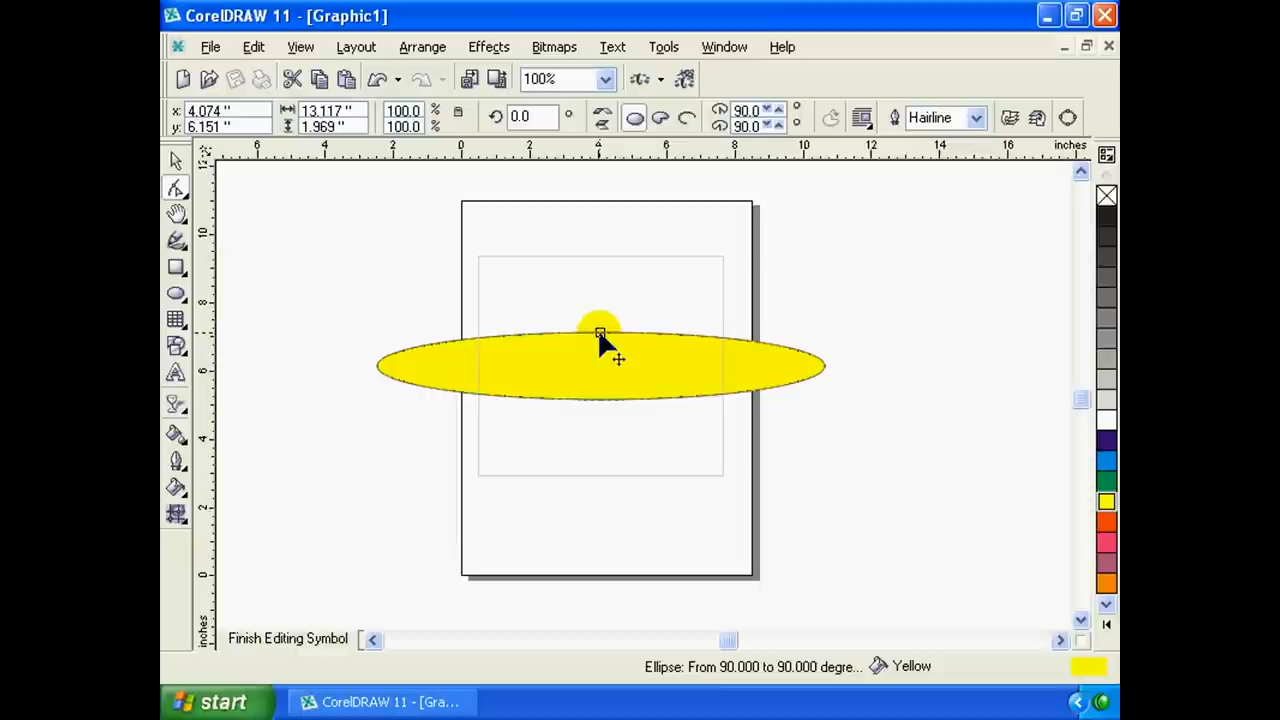 CorelDRAW 11 - [Graphic1]
File Edit View Layout Arrange Effects Bitmaps Text Tools Window Help
100%
x: 4.074 " 13.117 " 100.0 % 0.0 ° 90.0 ° Hairline
y: 6.151 " 1.969 " 100.0 % 90.0 °
6 4 2 0 2 4 6 8 10 12 14 16 inches
12
10
8
6
4
2
0
inches
Finish Editing Symbol
Ellipse: From 90.000 to 90.000 degre... Yellow
start CorelDRAW 11 - [Gra...